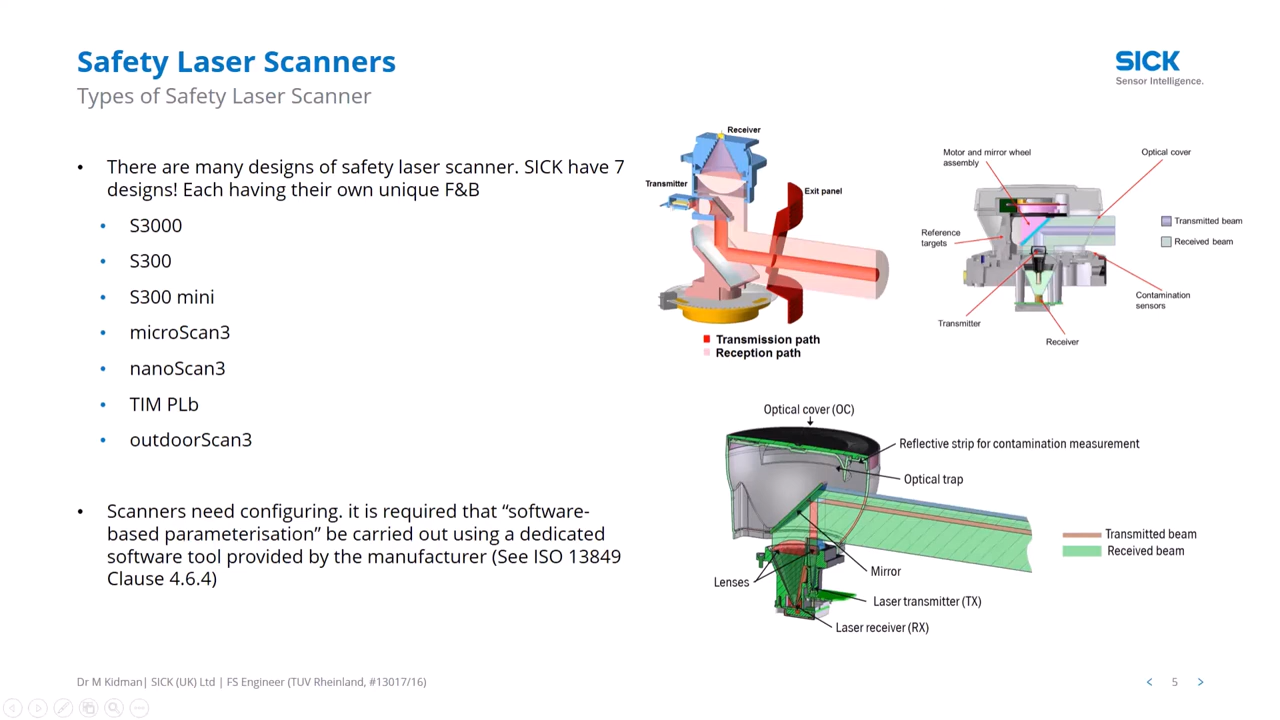 Safety Laser Scanners
Types of Safety Laser Scanner
SICK
Sensor Intelligence.
• There are many designs of safety laser scanner. SICK have 7
designs! Each having their own unique F&B
• S3000
• S300
• S300 mini
• microScan3
• nanoScan3
• TIM PLb
• outdoorScan3
• Scanners need configuring. it is required that “software-
based parameterisation” be carried out using a dedicated
software tool provided by the manufacturer (See ISO 13849
Clause 4.6.4)
Receiver
Transmitter
Exit panel
Transmission path
Reception path
Motor and mirror wheel
assembly
Optical cover
Transmitted beam
Received beam
Reference
targets
Contamination
sensors
Transmitter
Receiver
Optical cover (OC)
Reflective strip for contamination measurement
Optical trap
Transmitted beam
Received beam
Mirror
Lenses
Laser transmitter (TX)
Laser receiver (RX)
Dr M Kidman| SICK (UK) Ltd | FS Engineer (TUV Rheinland, #13017/16)
< 5 >